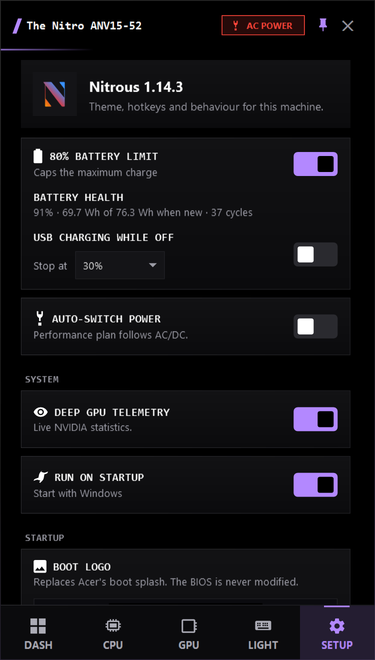 The Nitro ANV15-52
AC POWER
Nitrous 1.14.3
Theme, hotkeys and behaviour for this machine.
80% BATTERY LIMIT
Caps the maximum charge
BATTERY HEALTH
91% · 69.7 Wh of 76.3 Wh when new · 37 cycles
USB CHARGING WHILE OFF
Stop at 30%
AUTO-SWITCH POWER
Performance plan follows AC/DC.
SYSTEM
DEEP GPU TELEMETRY
Live NVIDIA statistics.
RUN ON STARTUP
Start with Windows
STARTUP
BOOT LOGO
Replaces Acer's boot splash. The BIOS is never modified.
DASH CPU GPU LIGHT SETUP